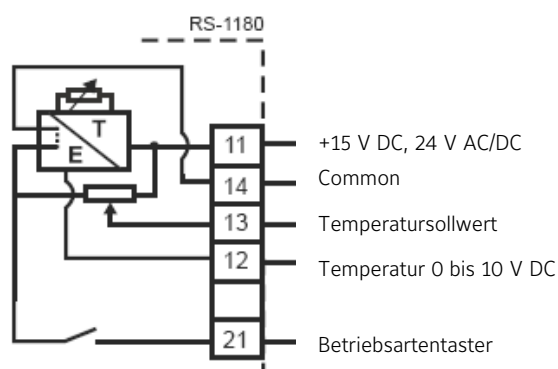 RS-1180
T
E
11 +15 V DC, 24 V AC/DC
14 Common
13 Temperatursollwert
12 Temperatur 0 bis 10 V DC
21 Betriebsartentaster